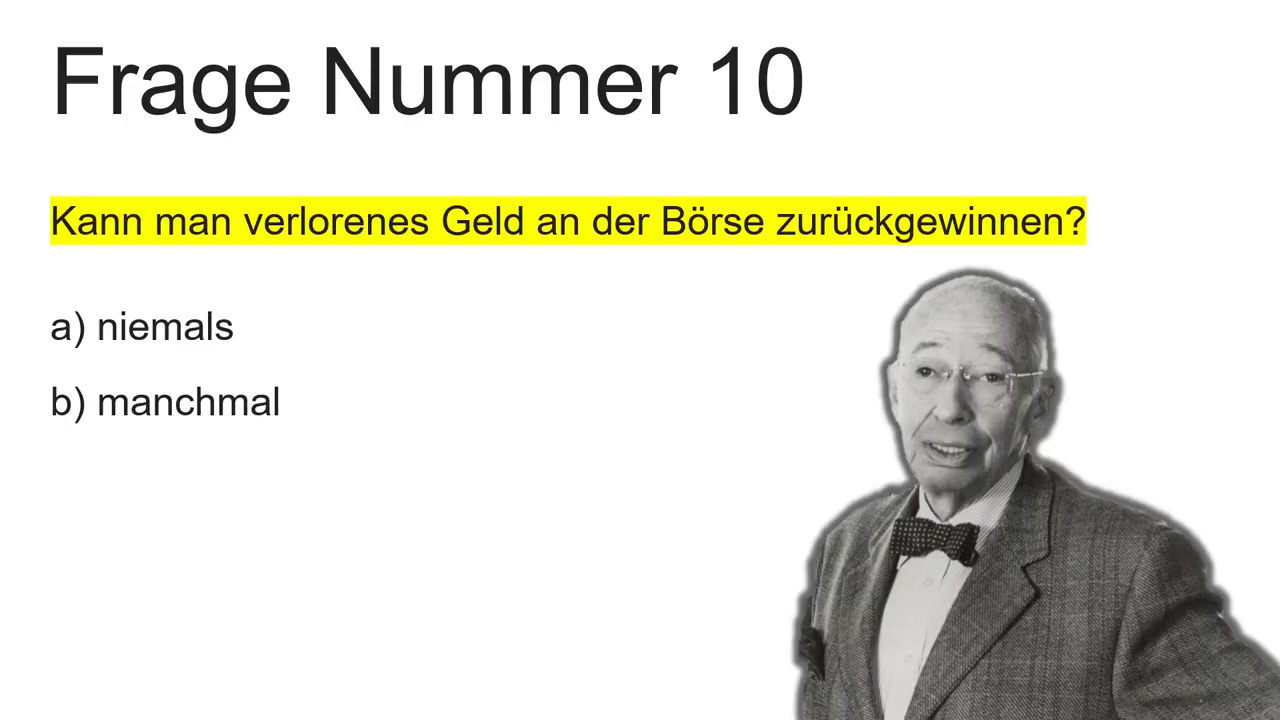 Frage Nummer 10
Kann man verlorenes Geld an der Börse zurückgewinnen?
a) niemals
b) manchmal